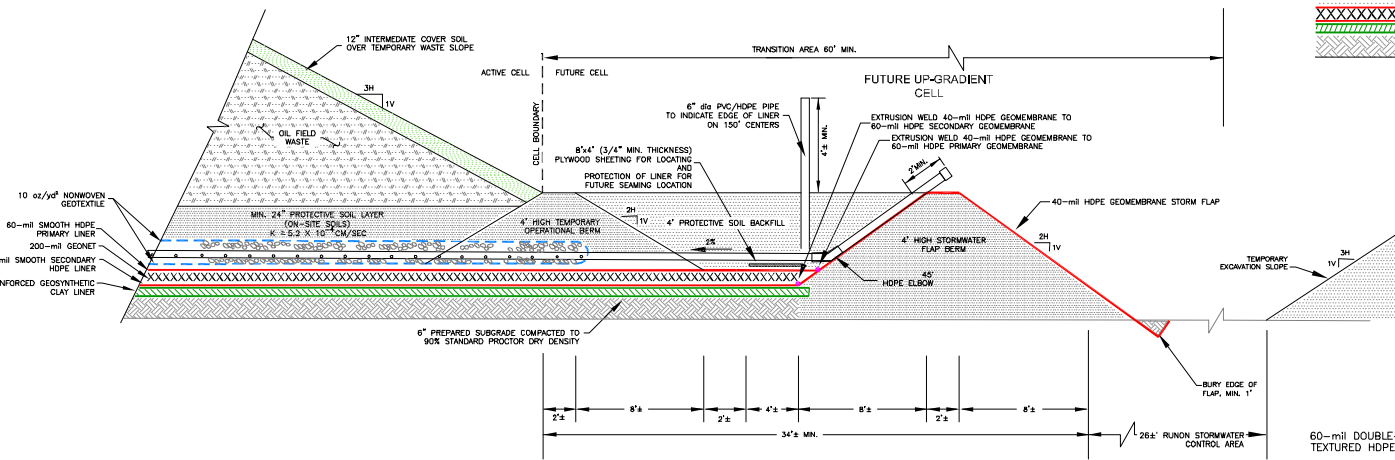 12" INTERMEDIATE COVER SOIL
OVER TEMPORARY WASTE SLOPE
ACTIVE CELL
FUTURE CELL
CELL BOUNDARY
TRANSITION AREA 60' MIN.
FUTURE UP-GRADIENT
CELL
3H
1V
OIL FIELD
WASTE
6" dia PVC/HDPE PIPE
TO INDICATE EDGE OF LINER
ON 150' CENTERS
4'± MIN.
EXTRUSION WELD 40-mil HDPE GEOMEMBRANE TO
60-mil HDPE SECONDARY GEOMEMBRANE
EXTRUSION WELD 40-mil HDPE GEOMEMBRANE TO
60-mil HDPE PRIMARY GEOMEMBRANE
8'x4' (3/4" MIN. THICKNESS)
PLYWOOD SHEETING FOR LOCATING
AND
PROTECTION OF LINER FOR
FUTURE SEAMING LOCATION
2' MIN.
10 oz/yd² NONWOVEN
GEOTEXTILE
60-mil SMOOTH HDPE
PRIMARY LINER
200-mil GEONET
mil SMOOTH SECONDARY
HDPE LINER
NFORCED GEOSYNTHETIC
CLAY LINER
MIN. 24" PROTECTIVE SOIL LAYER
(ON-SITE SOILS)
4' HIGH TEMPORARY
OPERATIONAL BERM
2H
1V
4' PROTECTIVE SOIL BACKFILL
2%
40-mil HDPE GEOMEMBRANE STORM FLAP
4' HIGH STORMWATER
FLAP BERM
2H
1V
45°
HDPE ELBOW
TEMPORARY
EXCAVATION SLOPE
3H
1V
6" PREPARED SUBGRADE COMPACTED TO
90% STANDARD PROCTOR DRY DENSITY
BURY EDGE OF
FLAP, MIN. 1'
2'±
8'±
2'±
4'±
8'±
2'±
8'±
34'± MIN.
26±' RUNON STORMWATER
CONTROL AREA
60-mil DOUBLE-
TEXTURED HDPE